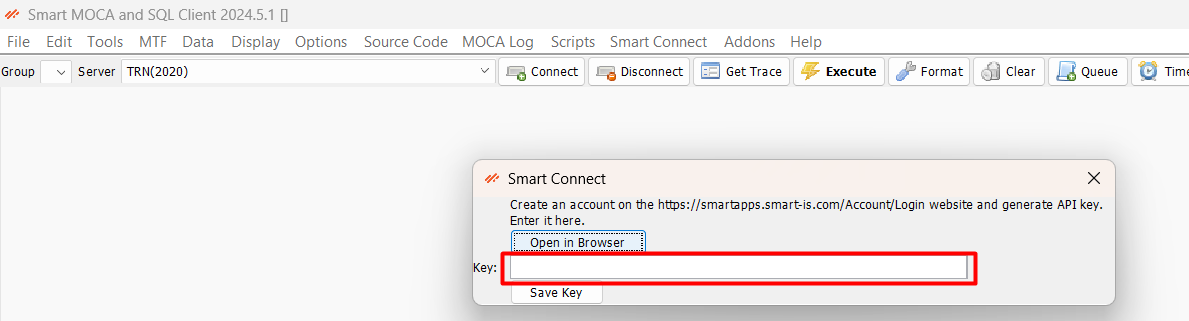 Smart MOCA and SQL Client 2024.5.1 []
File Edit Tools MTF Data Display Options Source Code MOCA Log Scripts Smart Connect Addons Help
Group Server TRN(2020) Connect Disconnect Get Trace Execute Format Clear Queue Time
Smart Connect
Create an account on the https://smartapps.smart-is.com/Account/Login website and generate API key.
Enter it here.
Open in Browser
Key:
Save Key